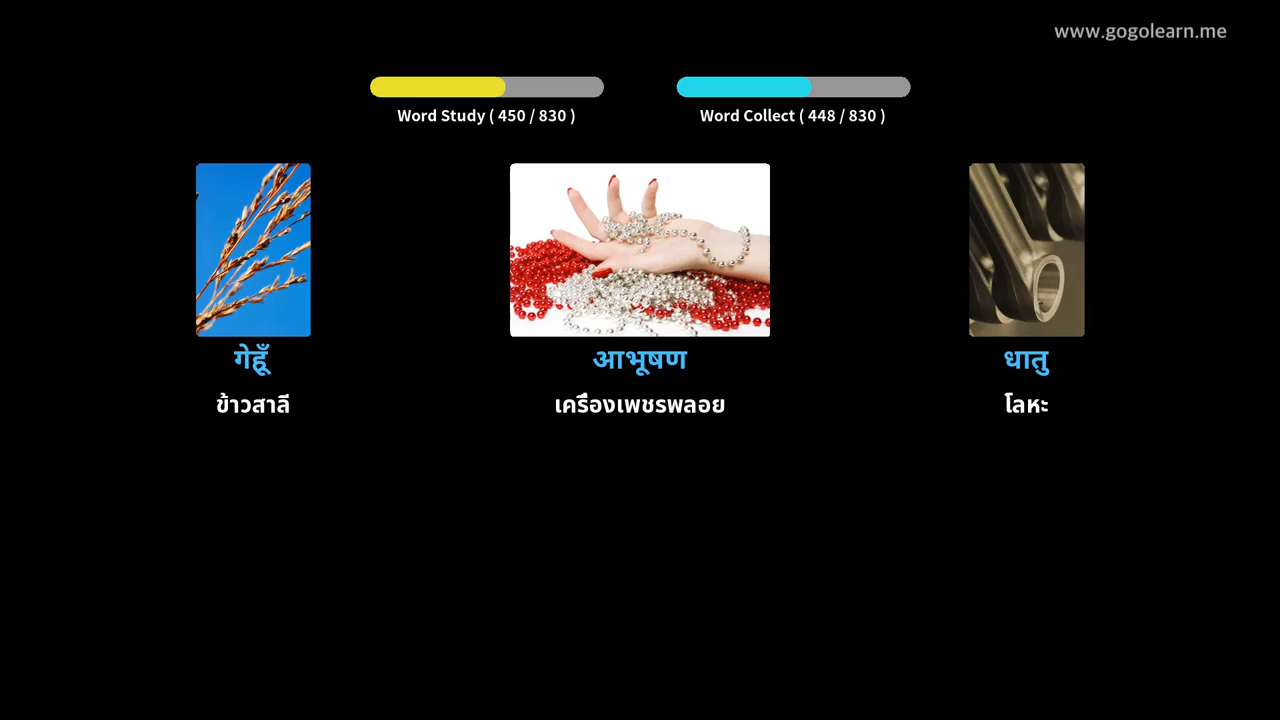 www.gogolearn.me
Word Study ( 450 / 830 )
Word Collect ( 448 / 830 )
गेहूँ
आभूषण
धातु
ข้าวสาลี
เครื่องเพชรพลอย
โลหะ